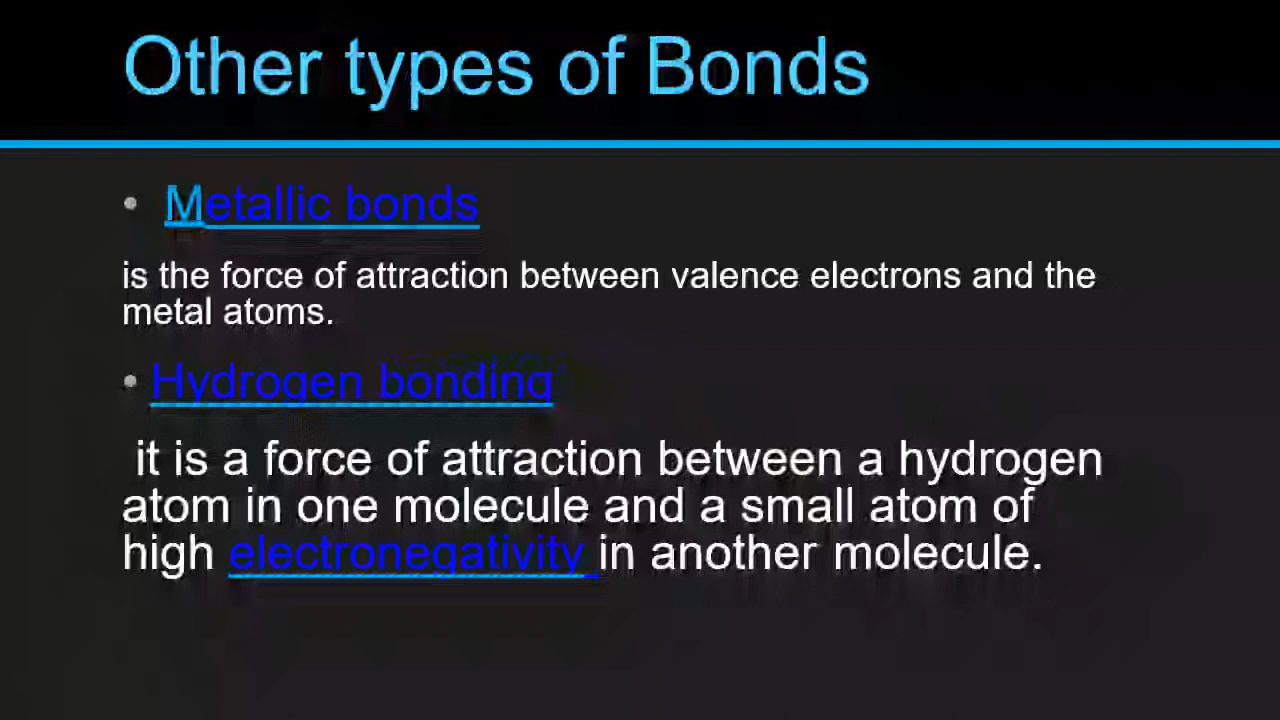 Other types of Bonds
• Metallic bonds
is the force of attraction between valence electrons and the
metal atoms.
• Hydrogen bonding
it is a force of attraction between a hydrogen
atom in one molecule and a small atom of
high electronegativity in another molecule.